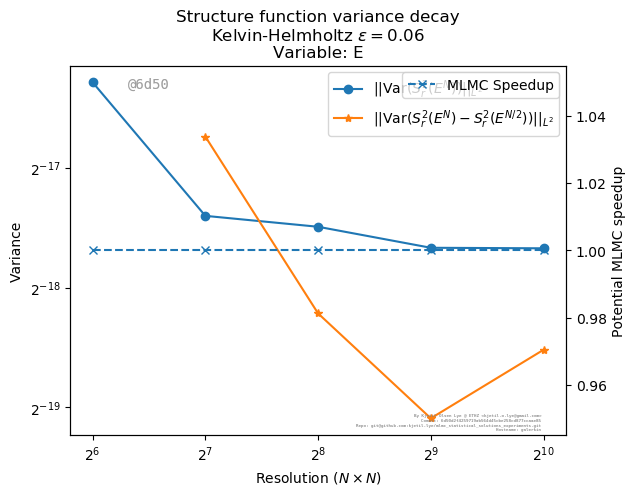 Structure function variance decay
Kelvin-Helmholtz ϵ = 0.06
Variable: E
@6d50
MLMC Speedup
||Var(S_r^2(E^N) − S_r^2(E^{N/2}))||_{L^2}
2^{-17}
2^{-18}
2^{-19}
Variance
1.04
1.02
1.00
0.98
0.96
Potential MLMC speedup
2^6
2^7
2^8
2^9
2^{10}
Resolution (N × N)